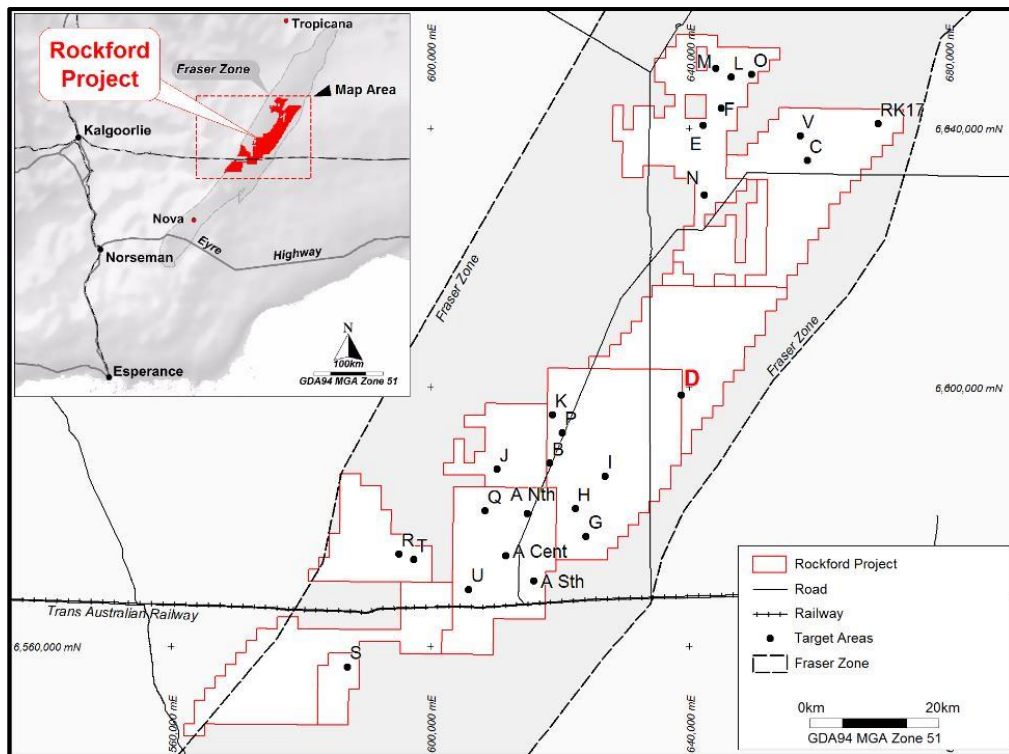 Tropicana
Rockford
Project
Fraser Zone
Map Area
Kalgoorlie
Nova
Norseman
Eyre
Highway
Esperance
N
100km
GDA94 MGA Zone 51
600,000 mE
640,000 mE
680,000 mE
M
L
O
F
E
V
C
RK17
6,640,000 mN
N
Fraser Zone
Fraser Zone
D
6,600,000 mN
K
P
B
J
I
Q
A Nth
H
G
R
T
A Cent
U
A Sth
Trans Australian Railway
6,560,000 mN
S
560,000 mE
600,000 mE
640,000 mE
Rockford Project
Road
Railway
Target Areas
Fraser Zone
0km
20km
GDA94 MGA Zone 51